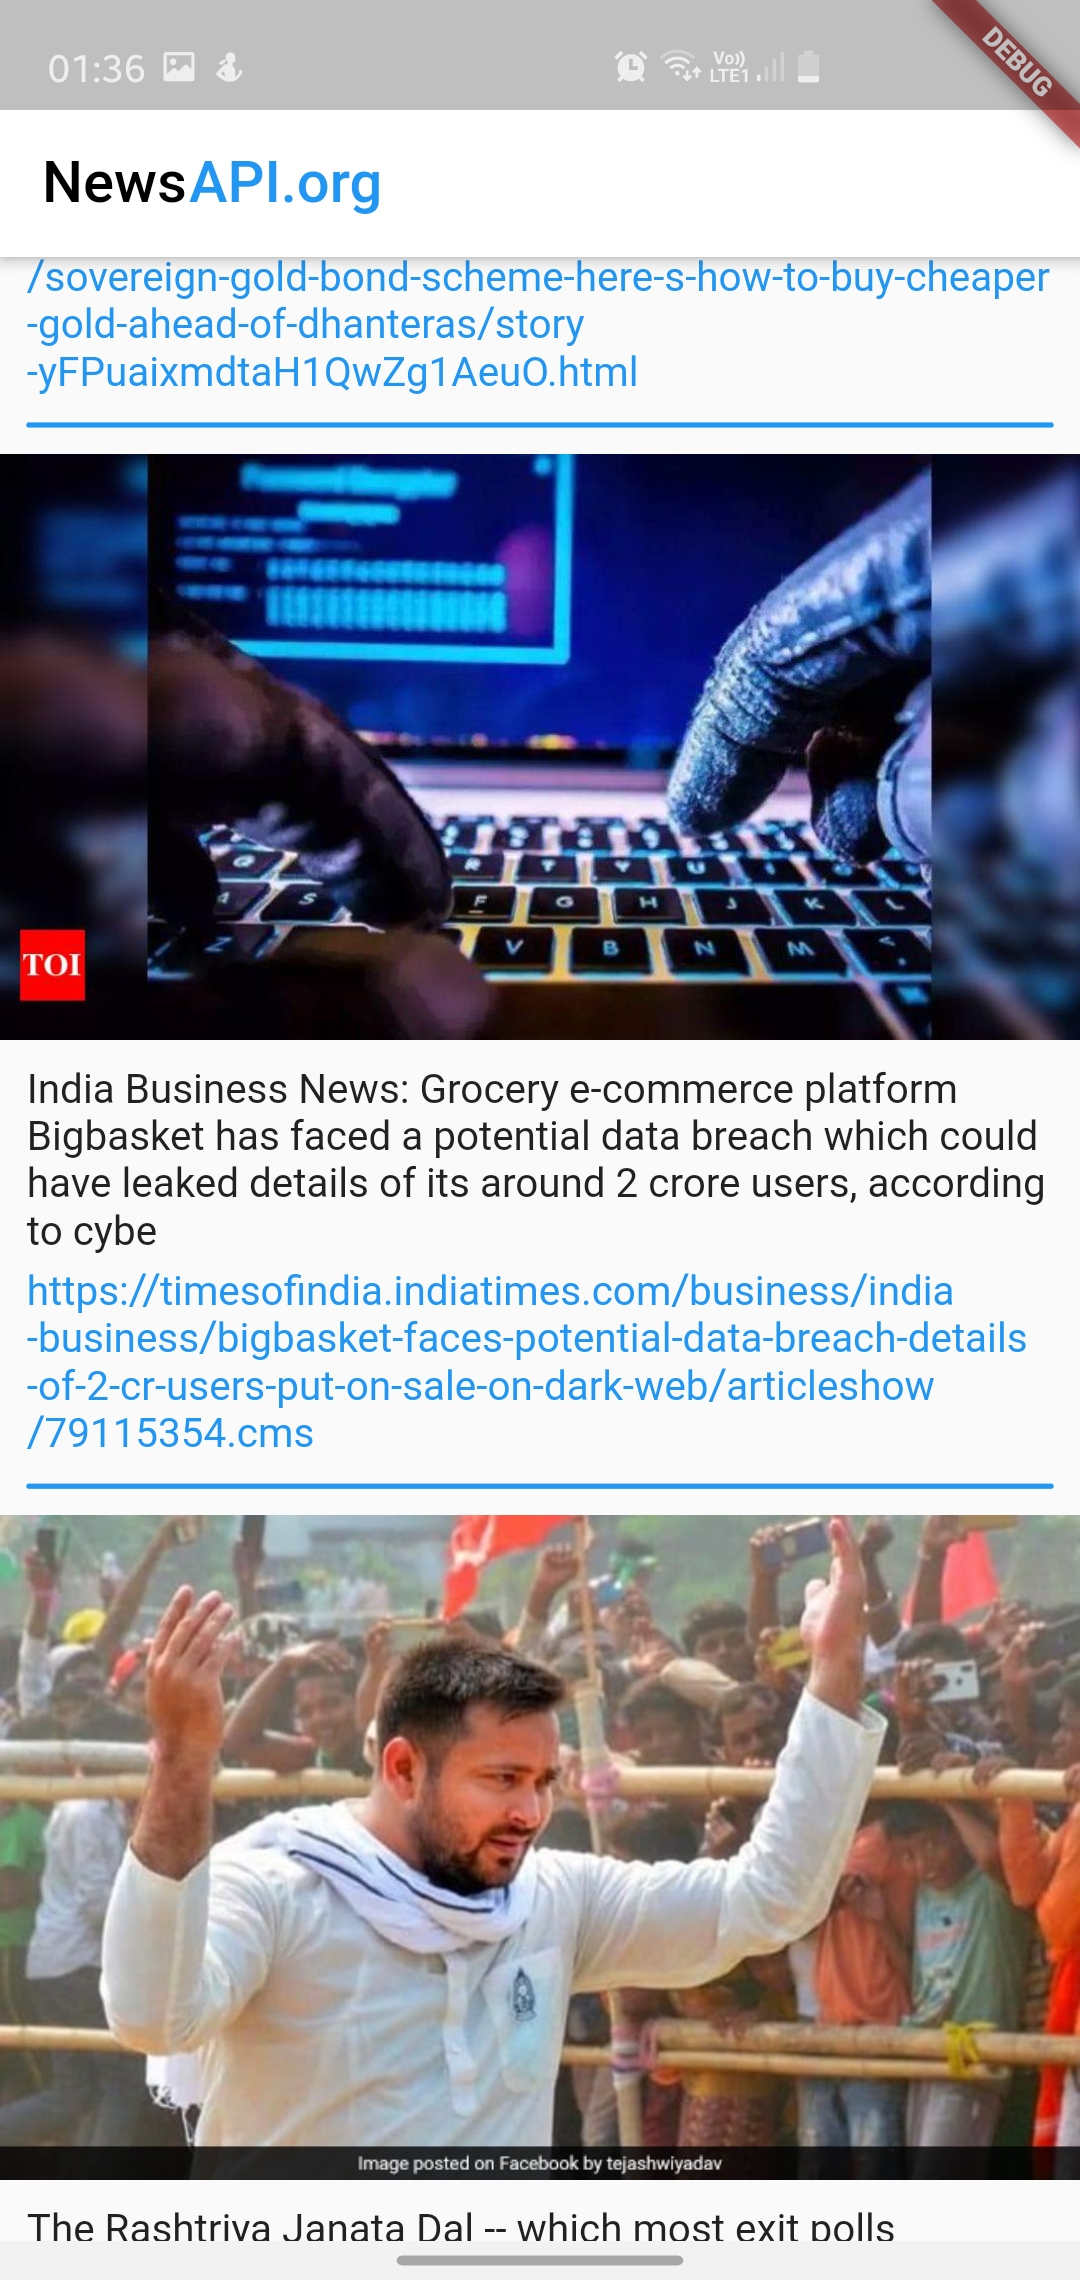 01:36
Vo))
LTE1
DEBUG
NewsAPI.org
/sovereign-gold-bond-scheme-here-s-how-to-buy-cheaper
-gold-ahead-of-dhanteras/story
-yFPuaixmdtaH1QwZg1AeuO.html
R T Y U I
A S F G H J K L
Z V B N M <
TOI
India Business News: Grocery e-commerce platform
Bigbasket has faced a potential data breach which could
have leaked details of its around 2 crore users, according
to cybe
https://timesofindia.indiatimes.com/business/india
-business/bigbasket-faces-potential-data-breach-details
-of-2-cr-users-put-on-sale-on-dark-web/articleshow
/79115354.cms
Image posted on Facebook by tejashwiyadav
The Rashtriya Janata Dal -- which most exit polls